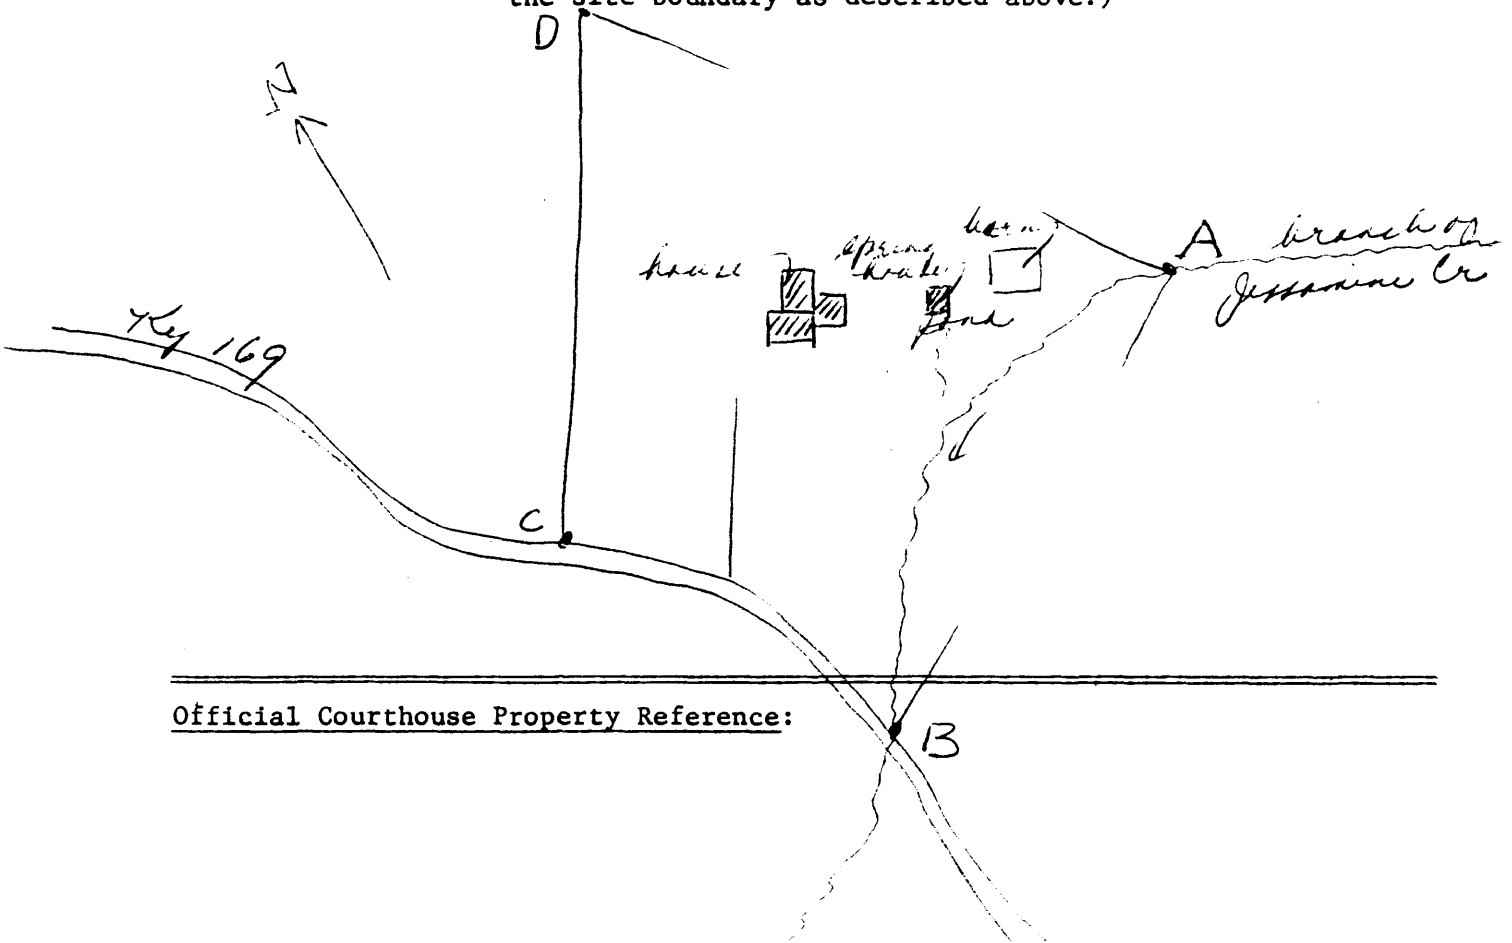 the site boundary as described above.)
D
N
barn
A
branch of
Jessamine Cr
house
spring
house
pond
Ky 169
C
Official Courthouse Property Reference:
B